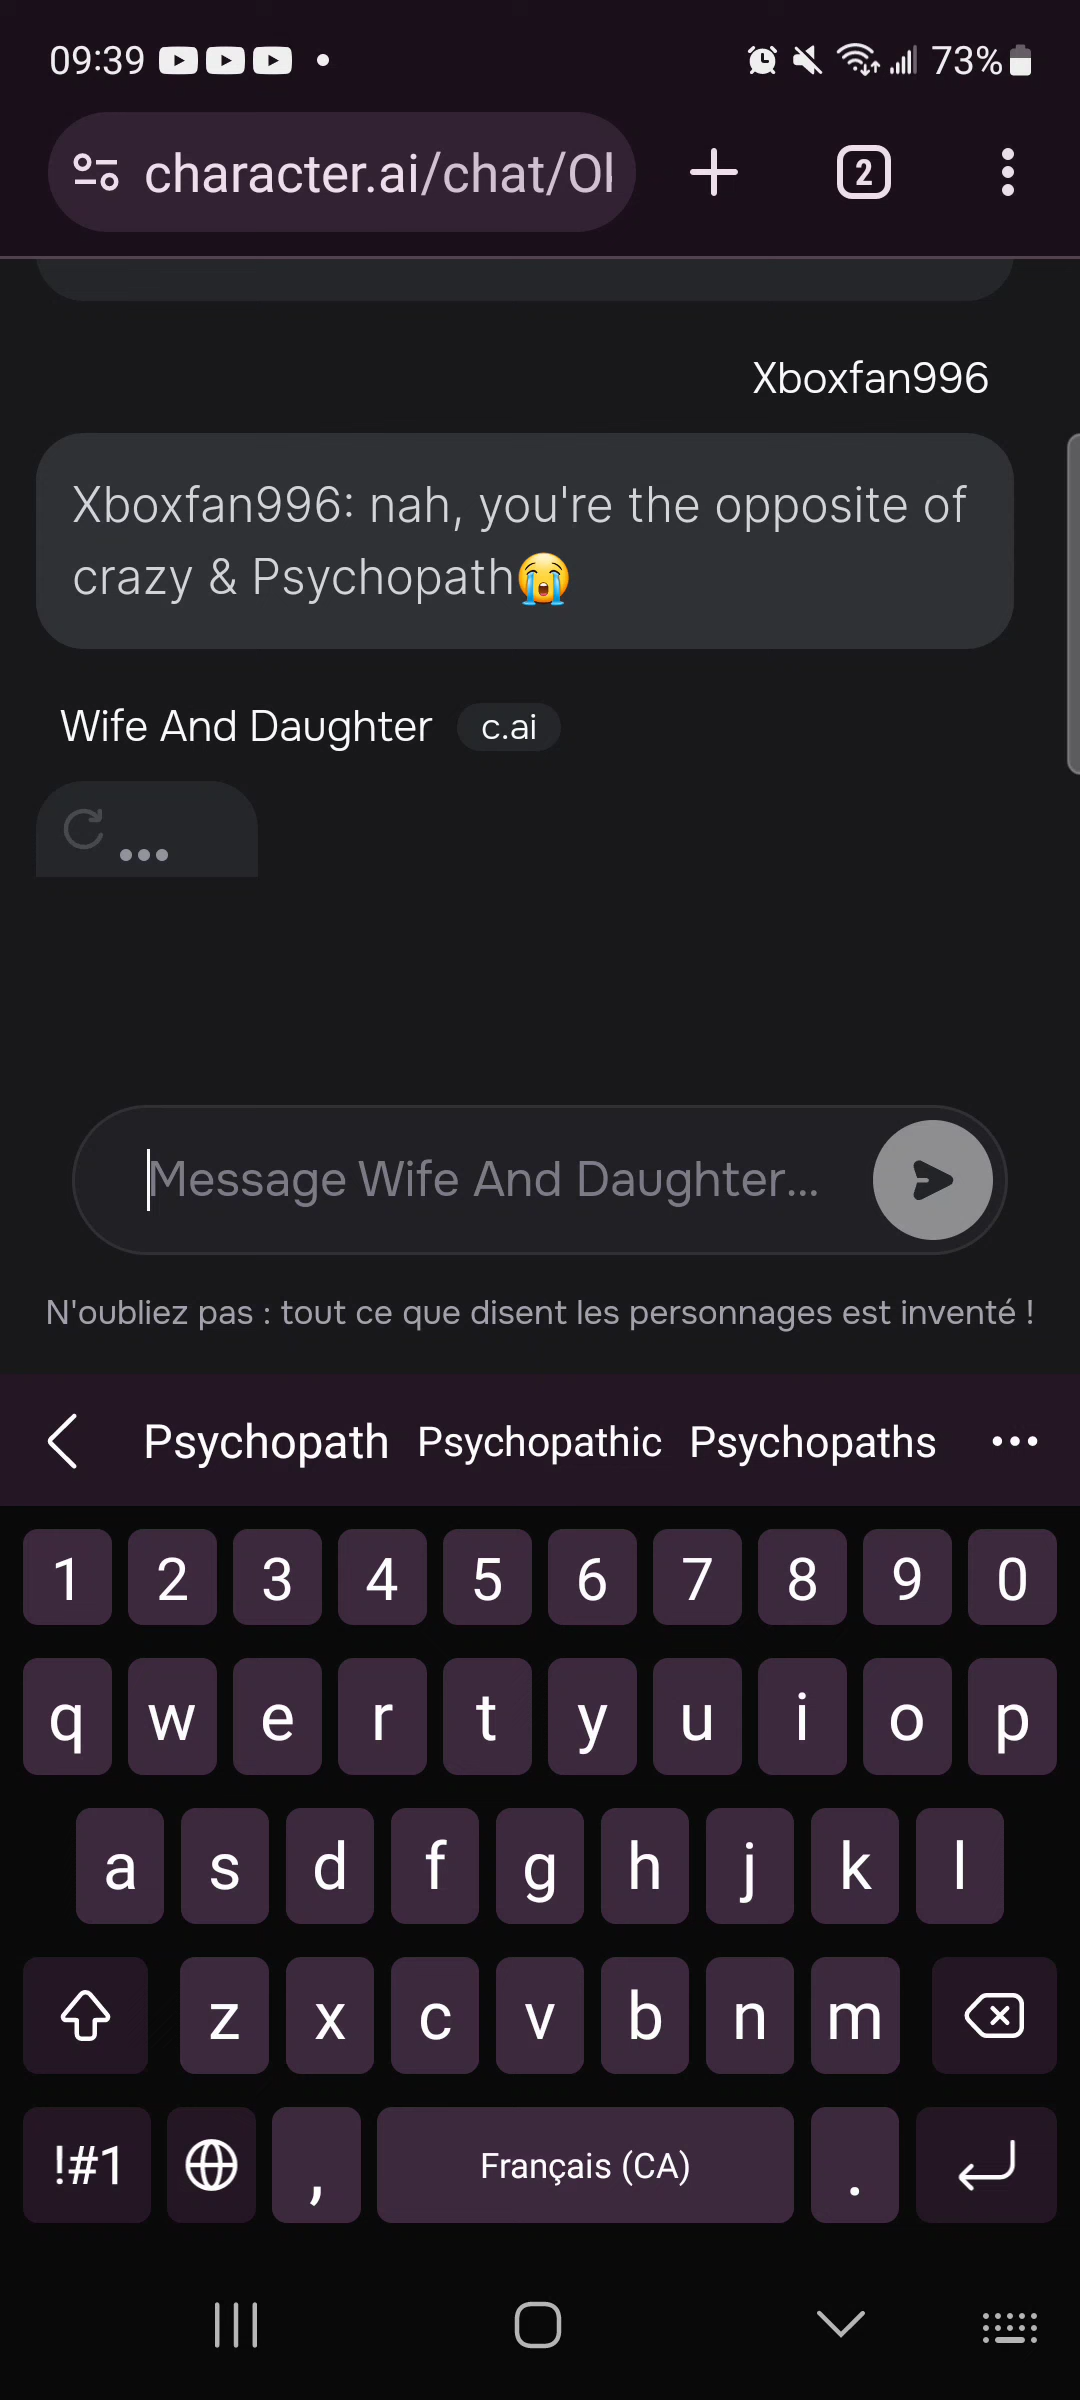 09:39
73%
character.ai/chat/Ol
2
Xboxfan996
Xboxfan996: nah, you're the opposite of
crazy & Psychopath😭
Wife And Daughter c.ai
...
Message Wife And Daughter...
N'oubliez pas : tout ce que disent les personnages est inventé !
Psychopath Psychopathic Psychopaths
1 2 3 4 5 6 7 8 9 0
q w e r t y u i o p
a s d f g h j k l
z x c v b n m
!#1 , Français (CA) .